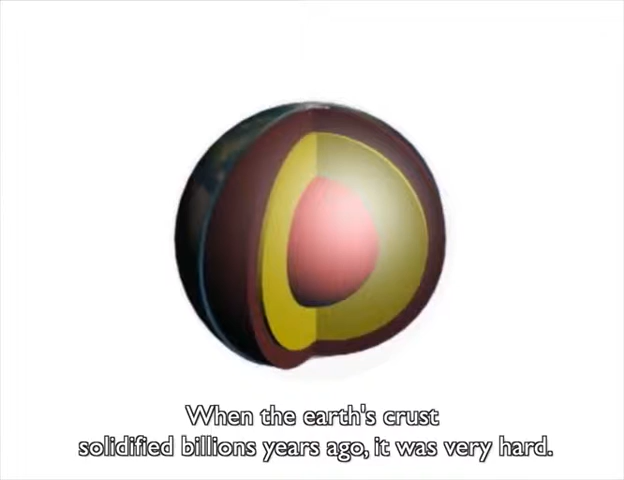 When the earth's crust
solidified billions years ago, it was very hard.